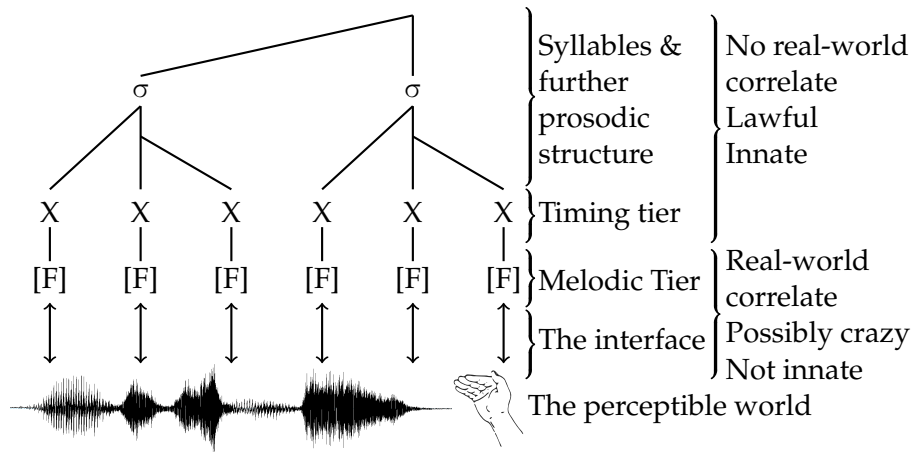 Syllables & No real-world
further correlate
σ σ
prosodic Lawful
structure Innate
X X X X X X Timing tier
Real-world
[F] [F] [F] [F] [F] [F] Melodic Tier
correlate
The interface Possibly crazy
Not innate
The perceptible world